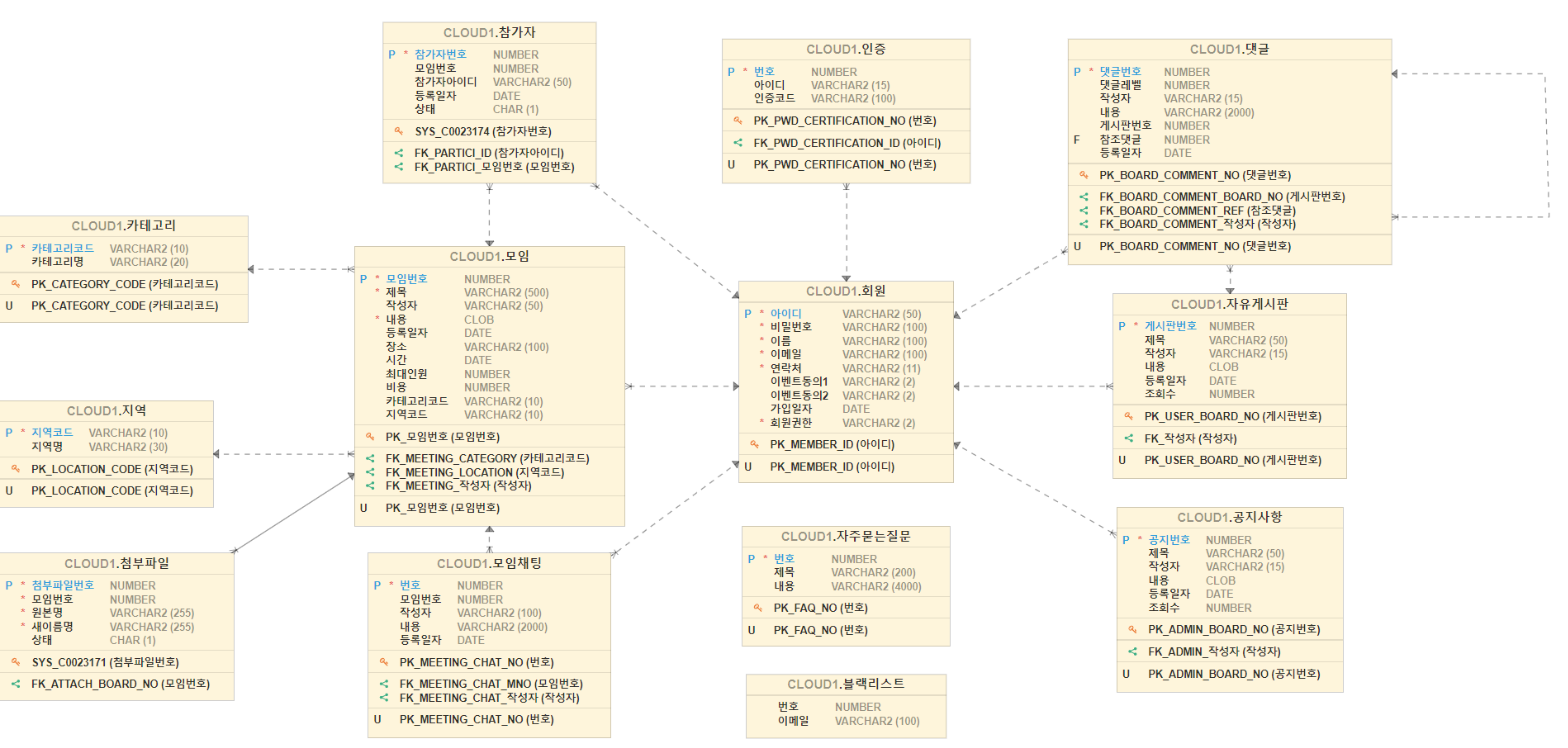 CLOUD1.참가자
P * 참가자번호 NUMBER
모임번호 NUMBER
참가자아이디 VARCHAR2 (50)
등록일자 DATE
상태 CHAR (1)
SYS_C0023174 (참가자번호)
FK_PARTICI_ID (참가자아이디)
FK_PARTICI_모임번호 (모임번호)
CLOUD1.인증
P * 번호 NUMBER
아이디 VARCHAR2 (15)
인증코드 VARCHAR2 (100)
PK_PWD_CERTIFICATION_NO (번호)
FK_PWD_CERTIFICATION_ID (아이디)
U PK_PWD_CERTIFICATION_NO (번호)
CLOUD1.댓글
P * 댓글번호 NUMBER
댓글레벨 NUMBER
작성자 VARCHAR2 (15)
내용 VARCHAR2 (2000)
게시판번호 NUMBER
F 참조댓글 NUMBER
등록일자 DATE
PK_BOARD_COMMENT_NO (댓글번호)
FK_BOARD_COMMENT_BOARD_NO (게시판번호)
FK_BOARD_COMMENT_REF (참조댓글)
FK_BOARD_COMMENT_작성자 (작성자)
U PK_BOARD_COMMENT_NO (댓글번호)
CLOUD1.카테고리
P * 카테고리코드 VARCHAR2 (10)
카테고리명 VARCHAR2 (20)
PK_CATEGORY_CODE (카테고리코드)
U PK_CATEGORY_CODE (카테고리코드)
CLOUD1.모임
P * 모임번호 NUMBER
* 제목 VARCHAR2 (500)
작성자 VARCHAR2 (50)
* 내용 CLOB
등록일자 DATE
장소 VARCHAR2 (100)
시간 DATE
최대인원 NUMBER
비용 NUMBER
카테고리코드 VARCHAR2 (10)
지역코드 VARCHAR2 (10)
PK_모임번호 (모임번호)
FK_MEETING_CATEGORY (카테고리코드)
FK_MEETING_LOCATION (지역코드)
FK_MEETING_작성자 (작성자)
U PK_모임번호 (모임번호)
CLOUD1.회원
P * 아이디 VARCHAR2 (50)
* 비밀번호 VARCHAR2 (100)
* 이름 VARCHAR2 (100)
* 이메일 VARCHAR2 (100)
* 연락처 VARCHAR2 (11)
이벤트동의1 VARCHAR2 (2)
이벤트동의2 VARCHAR2 (2)
가입일자 DATE
* 회원권한 VARCHAR2 (2)
PK_MEMBER_ID (아이디)
U PK_MEMBER_ID (아이디)
CLOUD1.자유게시판
P * 게시판번호 NUMBER
제목 VARCHAR2 (50)
작성자 VARCHAR2 (15)
내용 CLOB
등록일자 DATE
조회수 NUMBER
PK_USER_BOARD_NO (게시판번호)
FK_작성자 (작성자)
U PK_USER_BOARD_NO (게시판번호)
CLOUD1.지역
P * 지역코드 VARCHAR2 (10)
지역명 VARCHAR2 (30)
PK_LOCATION_CODE (지역코드)
U PK_LOCATION_CODE (지역코드)
CLOUD1.첨부파일
P * 첨부파일번호 NUMBER
* 모임번호 NUMBER
* 원본명 VARCHAR2 (255)
* 새이름명 VARCHAR2 (255)
상태 CHAR (1)
SYS_C0023171 (첨부파일번호)
FK_ATTACH_BOARD_NO (모임번호)
CLOUD1.모임채팅
P * 번호 NUMBER
모임번호 NUMBER
작성자 VARCHAR2 (100)
내용 VARCHAR2 (2000)
등록일자 DATE
PK_MEETING_CHAT_NO (번호)
FK_MEETING_CHAT_MNO (모임번호)
FK_MEETING_CHAT_작성자 (작성자)
U PK_MEETING_CHAT_NO (번호)
CLOUD1.자주묻는질문
P * 번호 NUMBER
제목 VARCHAR2 (200)
내용 VARCHAR2 (4000)
PK_FAQ_NO (번호)
U PK_FAQ_NO (번호)
CLOUD1.블랙리스트
번호 NUMBER
이메일 VARCHAR2 (100)
CLOUD1.공지사항
P * 공지번호 NUMBER
제목 VARCHAR2 (50)
작성자 VARCHAR2 (15)
내용 CLOB
등록일자 DATE
조회수 NUMBER
PK_ADMIN_BOARD_NO (공지번호)
FK_ADMIN_작성자 (작성자)
U PK_ADMIN_BOARD_NO (공지번호)